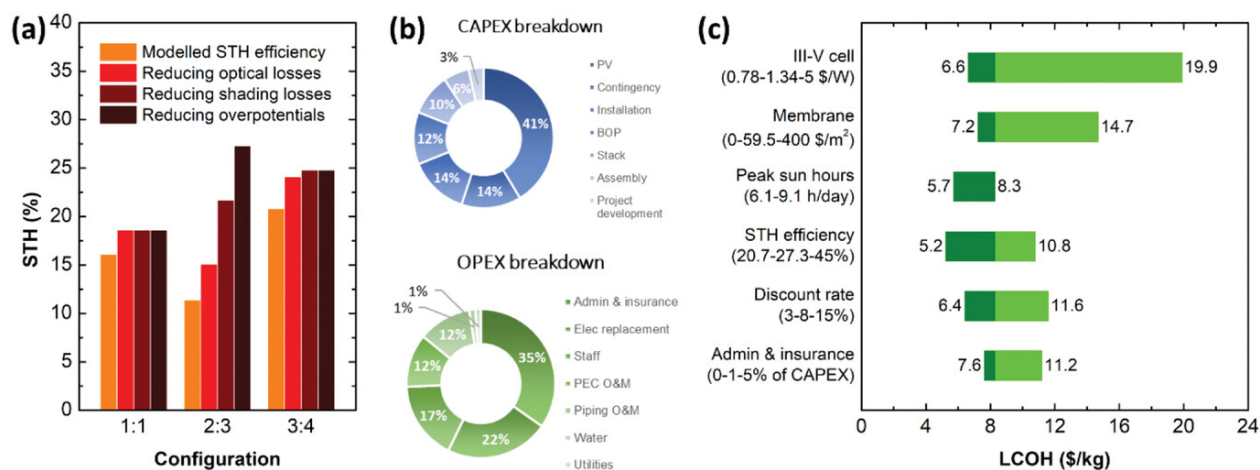 (a)
40
35
30
25
20
15
10
5
0
STH (%)
Modelled STH efficiency
Reducing optical losses
Reducing shading losses
Reducing overpotentials
1:1
2:3
3:4
Configuration
(b)
CAPEX breakdown
3%
6%
10%
12%
14%
14%
41%
PV
Contingency
Installation
BOP
Stack
Assembly
Project
development
OPEX breakdown
1%
1%
12%
12%
17%
22%
35%
Admin & insurance
Elec replacement
Staff
PEC O&M
Piping O&M
Water
Utilities
(c)
III-V cell
(0.78-1.34-5 $/W)
6.6
19.9
Membrane
(0-59.5-400 $/m²)
7.2
14.7
Peak sun hours
(6.1-9.1 h/day)
5.7
8.3
STH efficiency
(20.7-27.3-45%)
5.2
10.8
Discount rate
(3-8-15%)
6.4
11.6
Admin & insurance
(0-1-5% of CAPEX)
7.6
11.2
0 4 8 12 16 20 24
LCOH ($/kg)